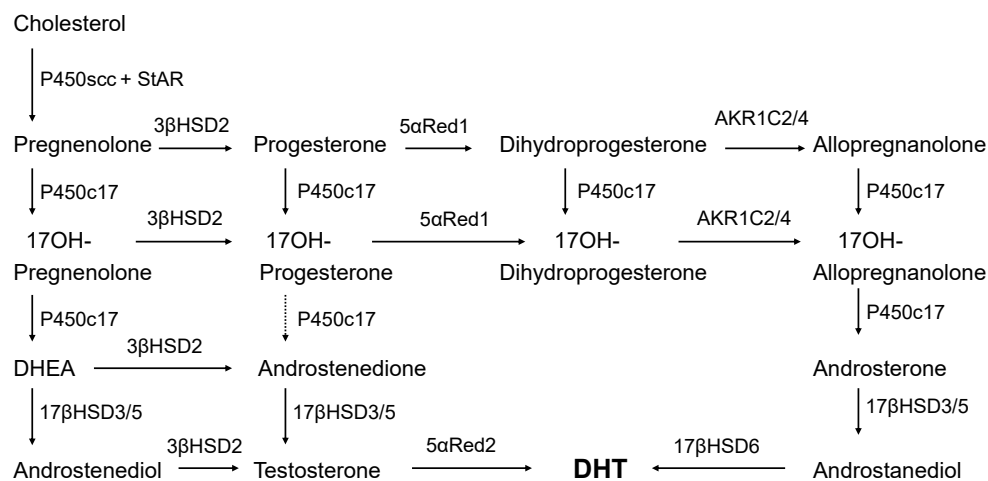 Cholesterol
P450scc + StAR
3βHSD2 5αRed1 AKR1C2/4
Pregnenolone Progesterone Dihydroprogesterone Allopregnanolone
P450c17 P450c17 P450c17 P450c17
3βHSD2 5αRed1 AKR1C2/4
17OH- 17OH- 17OH- 17OH-
Pregnenolone Progesterone Dihydroprogesterone Allopregnanolone
P450c17 P450c17 P450c17
3βHSD2
DHEA Androstenedione Androsterone
17βHSD3/5 17βHSD3/5 17βHSD3/5
3βHSD2 5αRed2 17βHSD6
Androstenediol Testosterone DHT Androstanediol